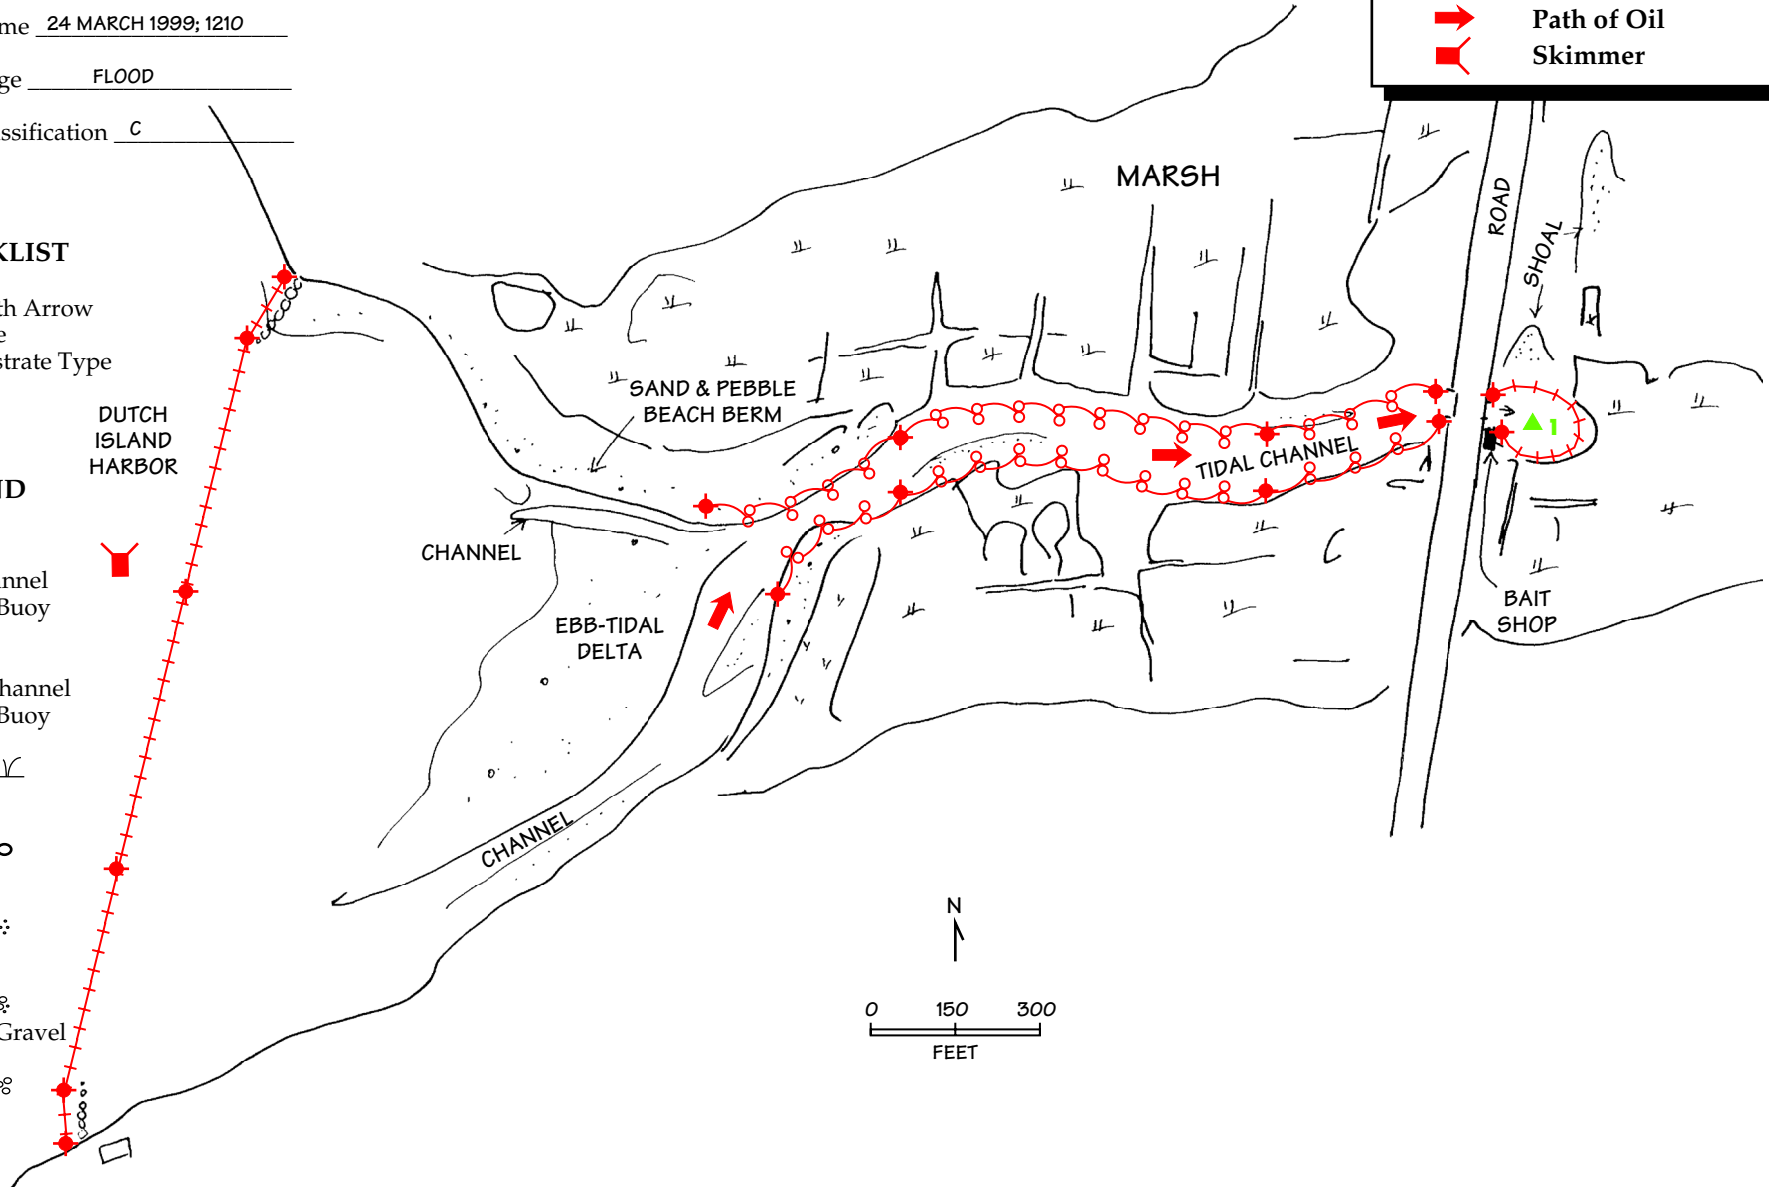 me 24 MARCH 1999; 1210
ge FLOOD
ssification C
Path of Oil
Skimmer
KLIST
th Arrow
e
strate Type
ND
nnel
Buoy
hannel
Buoy
Gravel
DUTCH
ISLAND
HARBOR
MARSH
ROAD
SHOAL
SAND & PEBBLE
BEACH BERM
CHANNEL
TIDAL CHANNEL
1
C
EBB-TIDAL
DELTA
BAIT
SHOP
CHANNEL
N
0 150 300
FEET